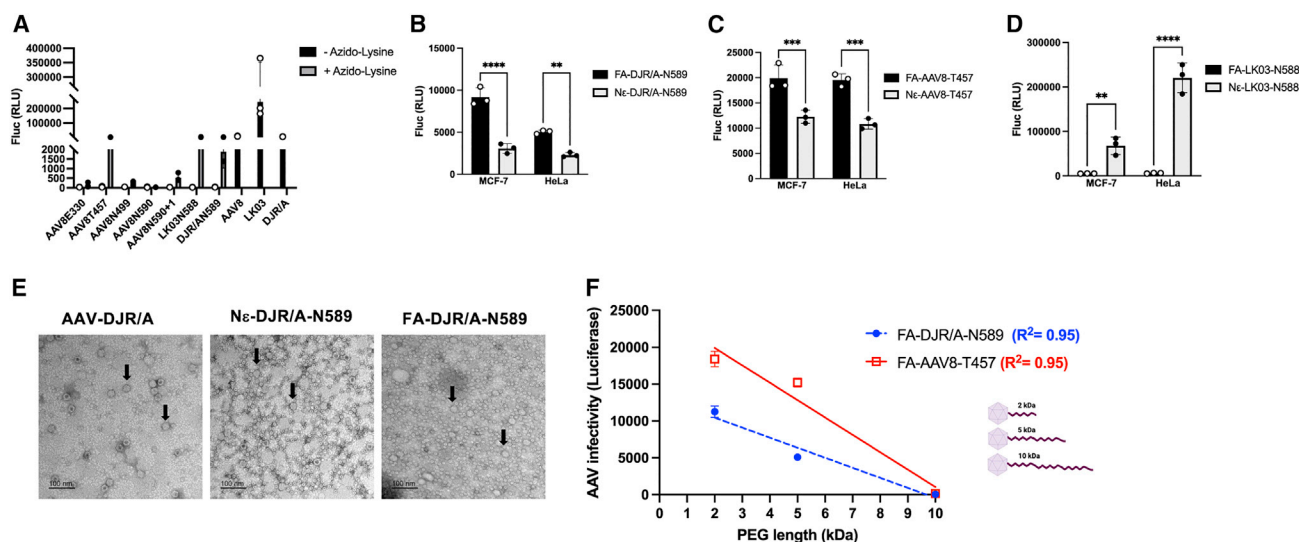 A
Fluc (RLU)
400000
350000
300000
200000
100000
2000
1500
1000
500
0
AAV8E330
AAV8T457
AAV8N499
AAV8N590
AAV8N590+1
LK03N588
DJR/AN589
AAV8
LK03
DJR/A
- Azido-Lysine
+ Azido-Lysine
B
Fluc (RLU)
15000
10000
5000
0
****
**
MCF-7
HeLa
FA-DJR/A-N589
Nε-DJR/A-N589
C
Fluc (RLU)
25000
20000
15000
10000
5000
0
***
***
MCF-7
HeLa
FA-AAV8-T457
Nε-AAV8-T457
D
Fluc (RLU)
300000
200000
100000
0
**
****
MCF-7
HeLa
FA-LK03-N588
Nε-LK03-N588
E
AAV-DJR/A
Nε-DJR/A-N589
FA-DJR/A-N589
100 nm
100 nm
100 nm
F
AAV infectivity (Luciferase)
25000
20000
15000
10000
5000
0
0 1 2 3 4 5 6 7 8 9 10
PEG length (kDa)
FA-DJR/A-N589 (R²= 0.95)
FA-AAV8-T457 (R²= 0.95)
2 kDa
5 kDa
10 kDa